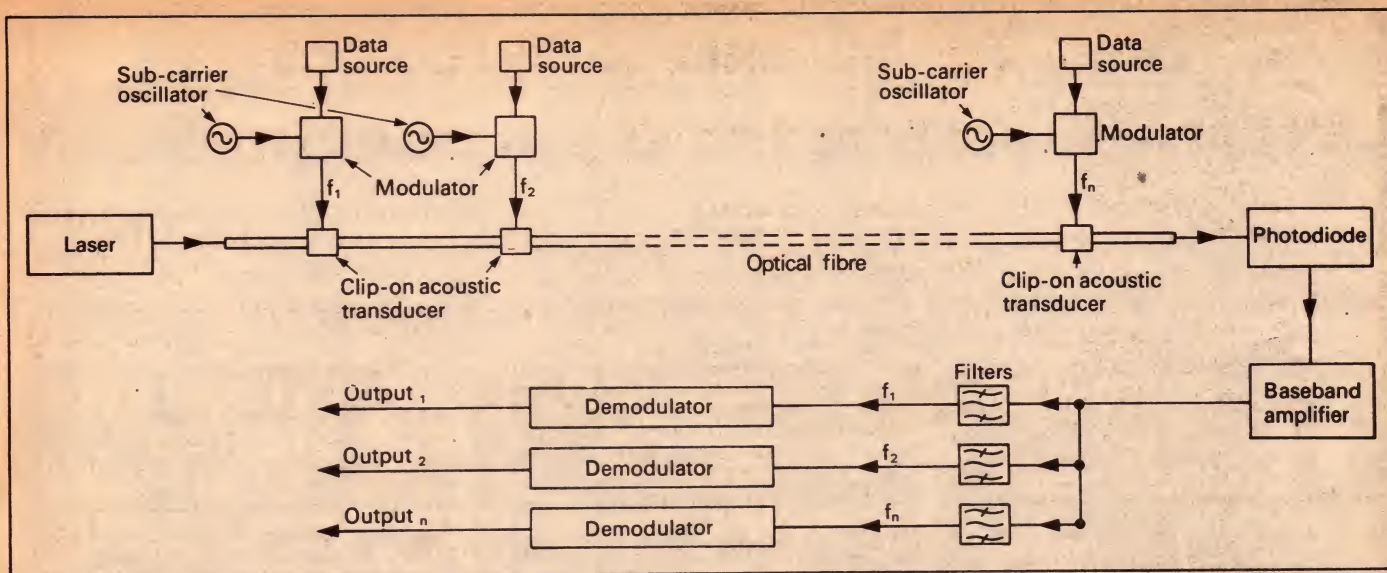 Data
source
Data
source
Data
source
Sub-carrier
oscillator
Sub-carrier
oscillator
Modulator
Modulator
f₁
f₂
fₙ
Laser
Optical fibre
Photodiode
Clip-on acoustic
transducer
Clip-on acoustic
transducer
Filters
Baseband
amplifier
Output ₁
Demodulator
f₁
Output ₂
Demodulator
f₂
Output ₙ
Demodulator
fₙ